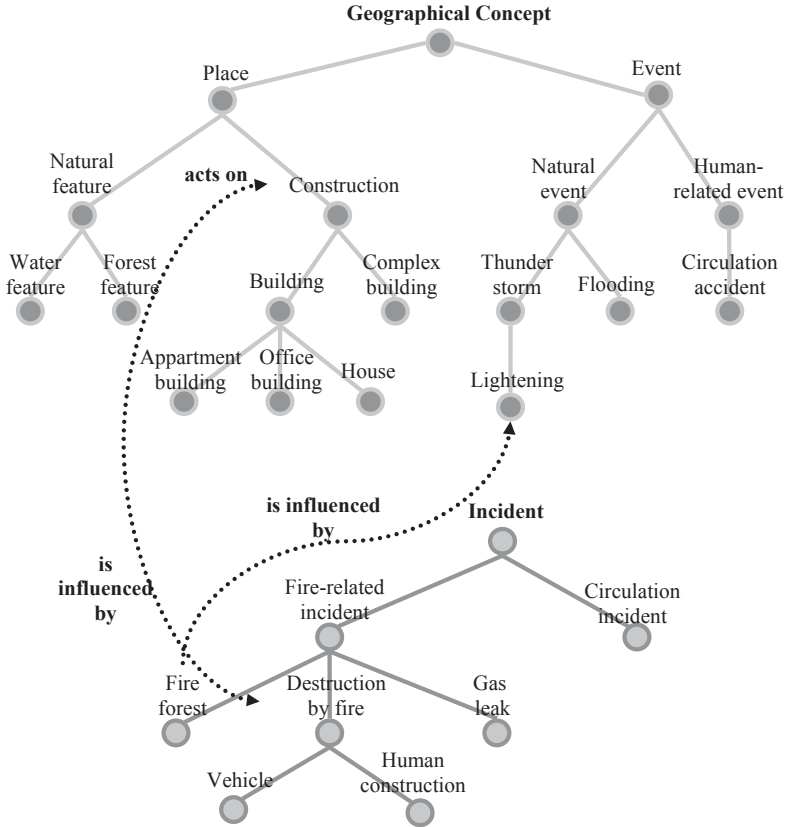 Geographical Concept
Place
Event
Natural
feature
acts on
Construction
Natural
event
Human-
related event
Water
feature
Forest
feature
Building
Complex
building
Thunder
storm
Flooding
Circulation
accident
Appartment
building
Office
building
House
Lightening
is influenced
by
Incident
is
influenced
by
Fire-related
incident
Circulation
incident
Fire
forest
Destruction
by fire
Gas
leak
Vehicle
Human
construction